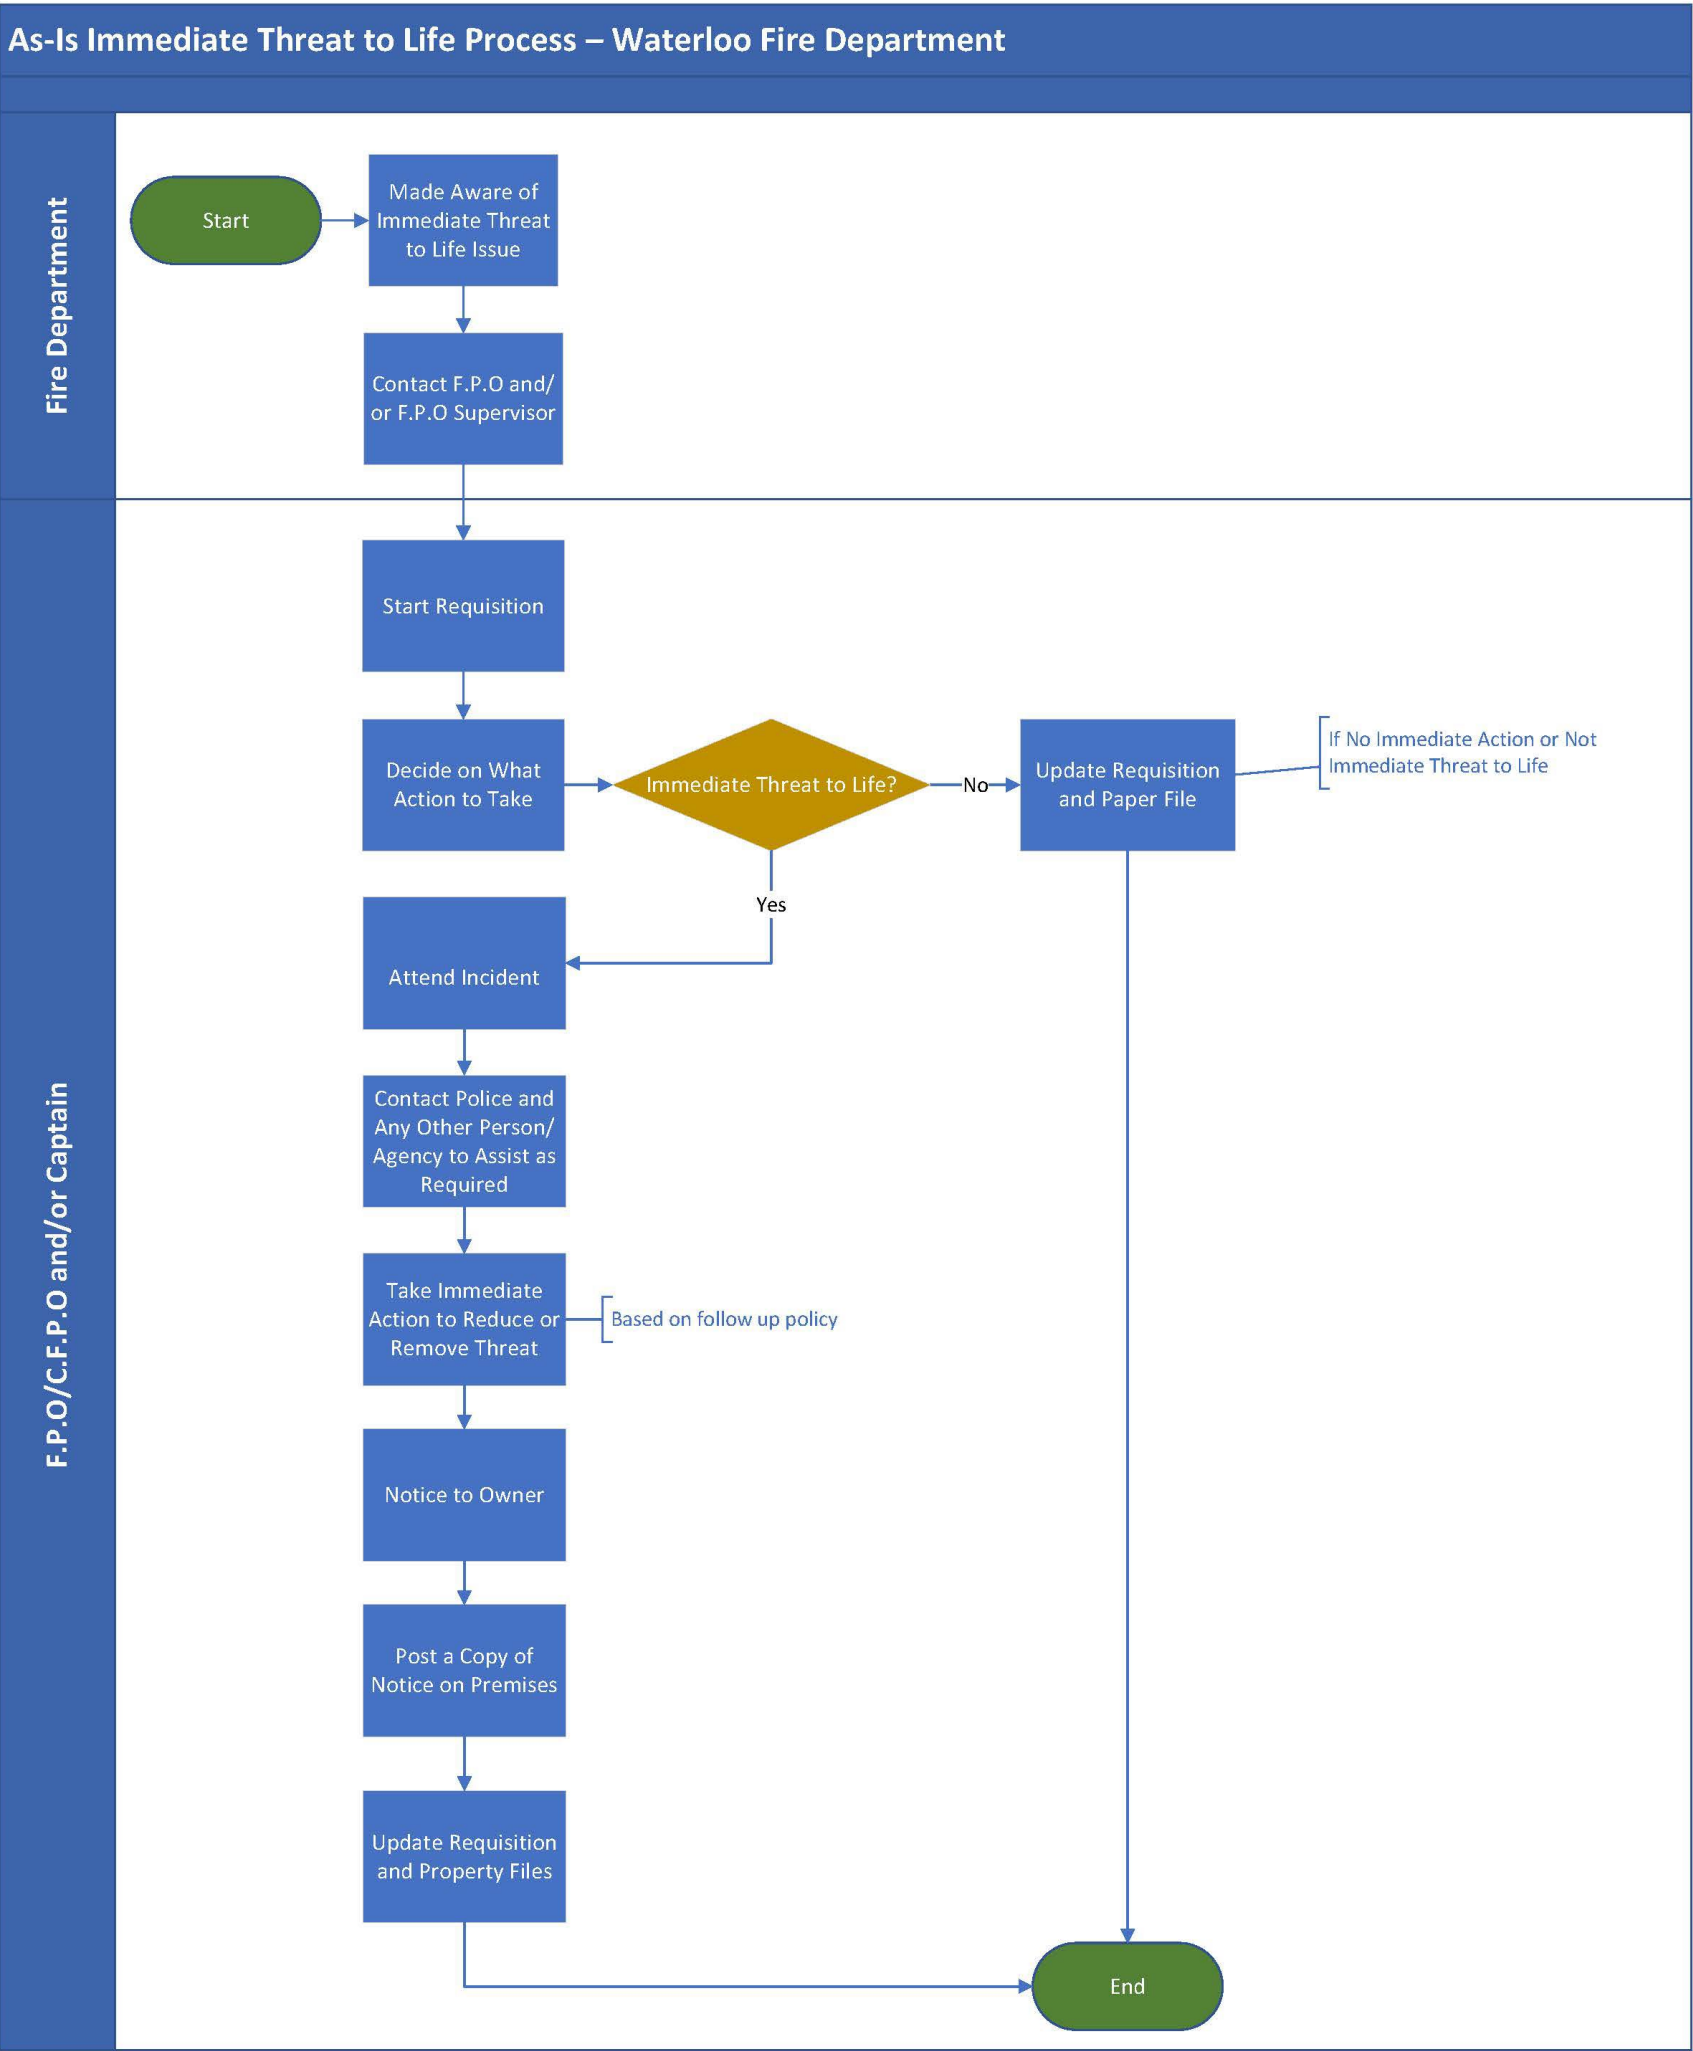 As-Is Immediate Threat to Life Process – Waterloo Fire Department
Fire Department
Start
Made Aware of
Immediate Threat
to Life Issue
Contact F.P.O and/
or F.P.O Supervisor
F.P.O/C.F.P.O and/or Captain
Start Requisition
Decide on What
Action to Take
Immediate Threat to Life?
No
Update Requisition
and Paper File
If No Immediate Action or Not
Immediate Threat to Life
Yes
Attend Incident
Contact Police and
Any Other Person/
Agency to Assist as
Required
Take Immediate
Action to Reduce or
Remove Threat
Based on follow up policy
Notice to Owner
Post a Copy of
Notice on Premises
Update Requisition
and Property Files
End